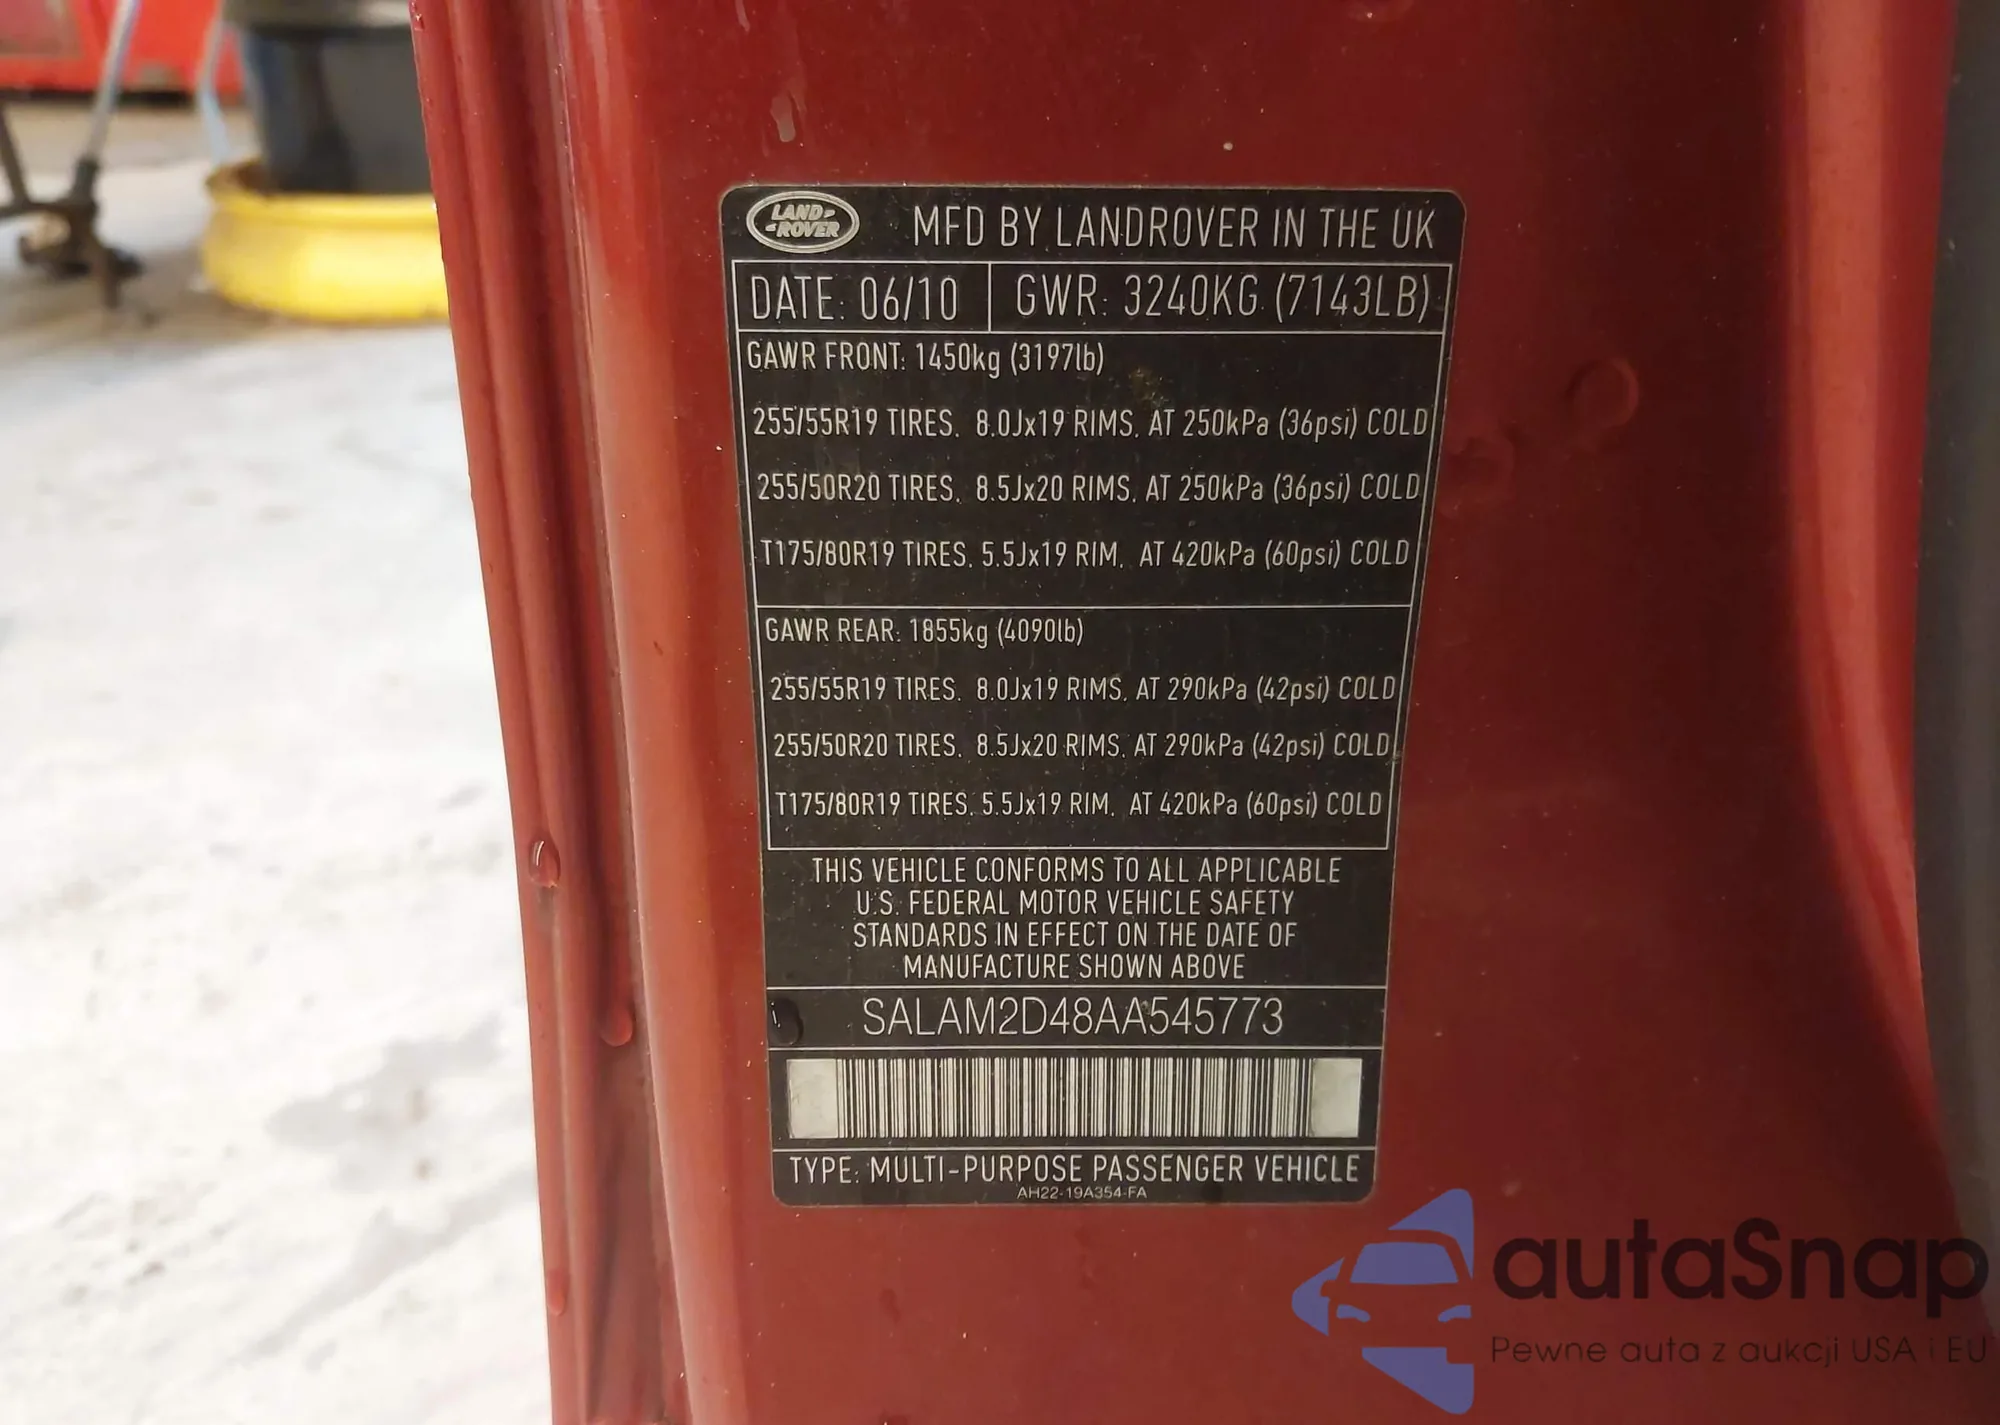 LAND-
-ROVER
MFD BY LANDROVER IN THE UK
DATE: 06/10 GWR: 3240KG (7143LB)
GAWR FRONT: 1450kg (3197lb)
255/55R19 TIRES. 8.0Jx19 RIMS. AT 250kPa (36psi) COLD
255/50R20 TIRES. 8.5Jx20 RIMS. AT 250kPa (36psi) COLD
T175/80R19 TIRES. 5.5Jx19 RIM. AT 420kPa (60psi) COLD
GAWR REAR: 1855kg (4090lb)
255/55R19 TIRES. 8.0Jx19 RIMS. AT 290kPa (42psi) COLD
255/50R20 TIRES. 8.5Jx20 RIMS. AT 290kPa (42psi) COLD
T175/80R19 TIRES. 5.5Jx19 RIM. AT 420kPa (60psi) COLD
THIS VEHICLE CONFORMS TO ALL APPLICABLE
U.S. FEDERAL MOTOR VEHICLE SAFETY
STANDARDS IN EFFECT ON THE DATE OF
MANUFACTURE SHOWN ABOVE
SALAM2D48AA545773
TYPE: MULTI-PURPOSE PASSENGER VEHICLE
AH22-19A354-FA
autaSnap
Pewne auta z aukcji USA i EU